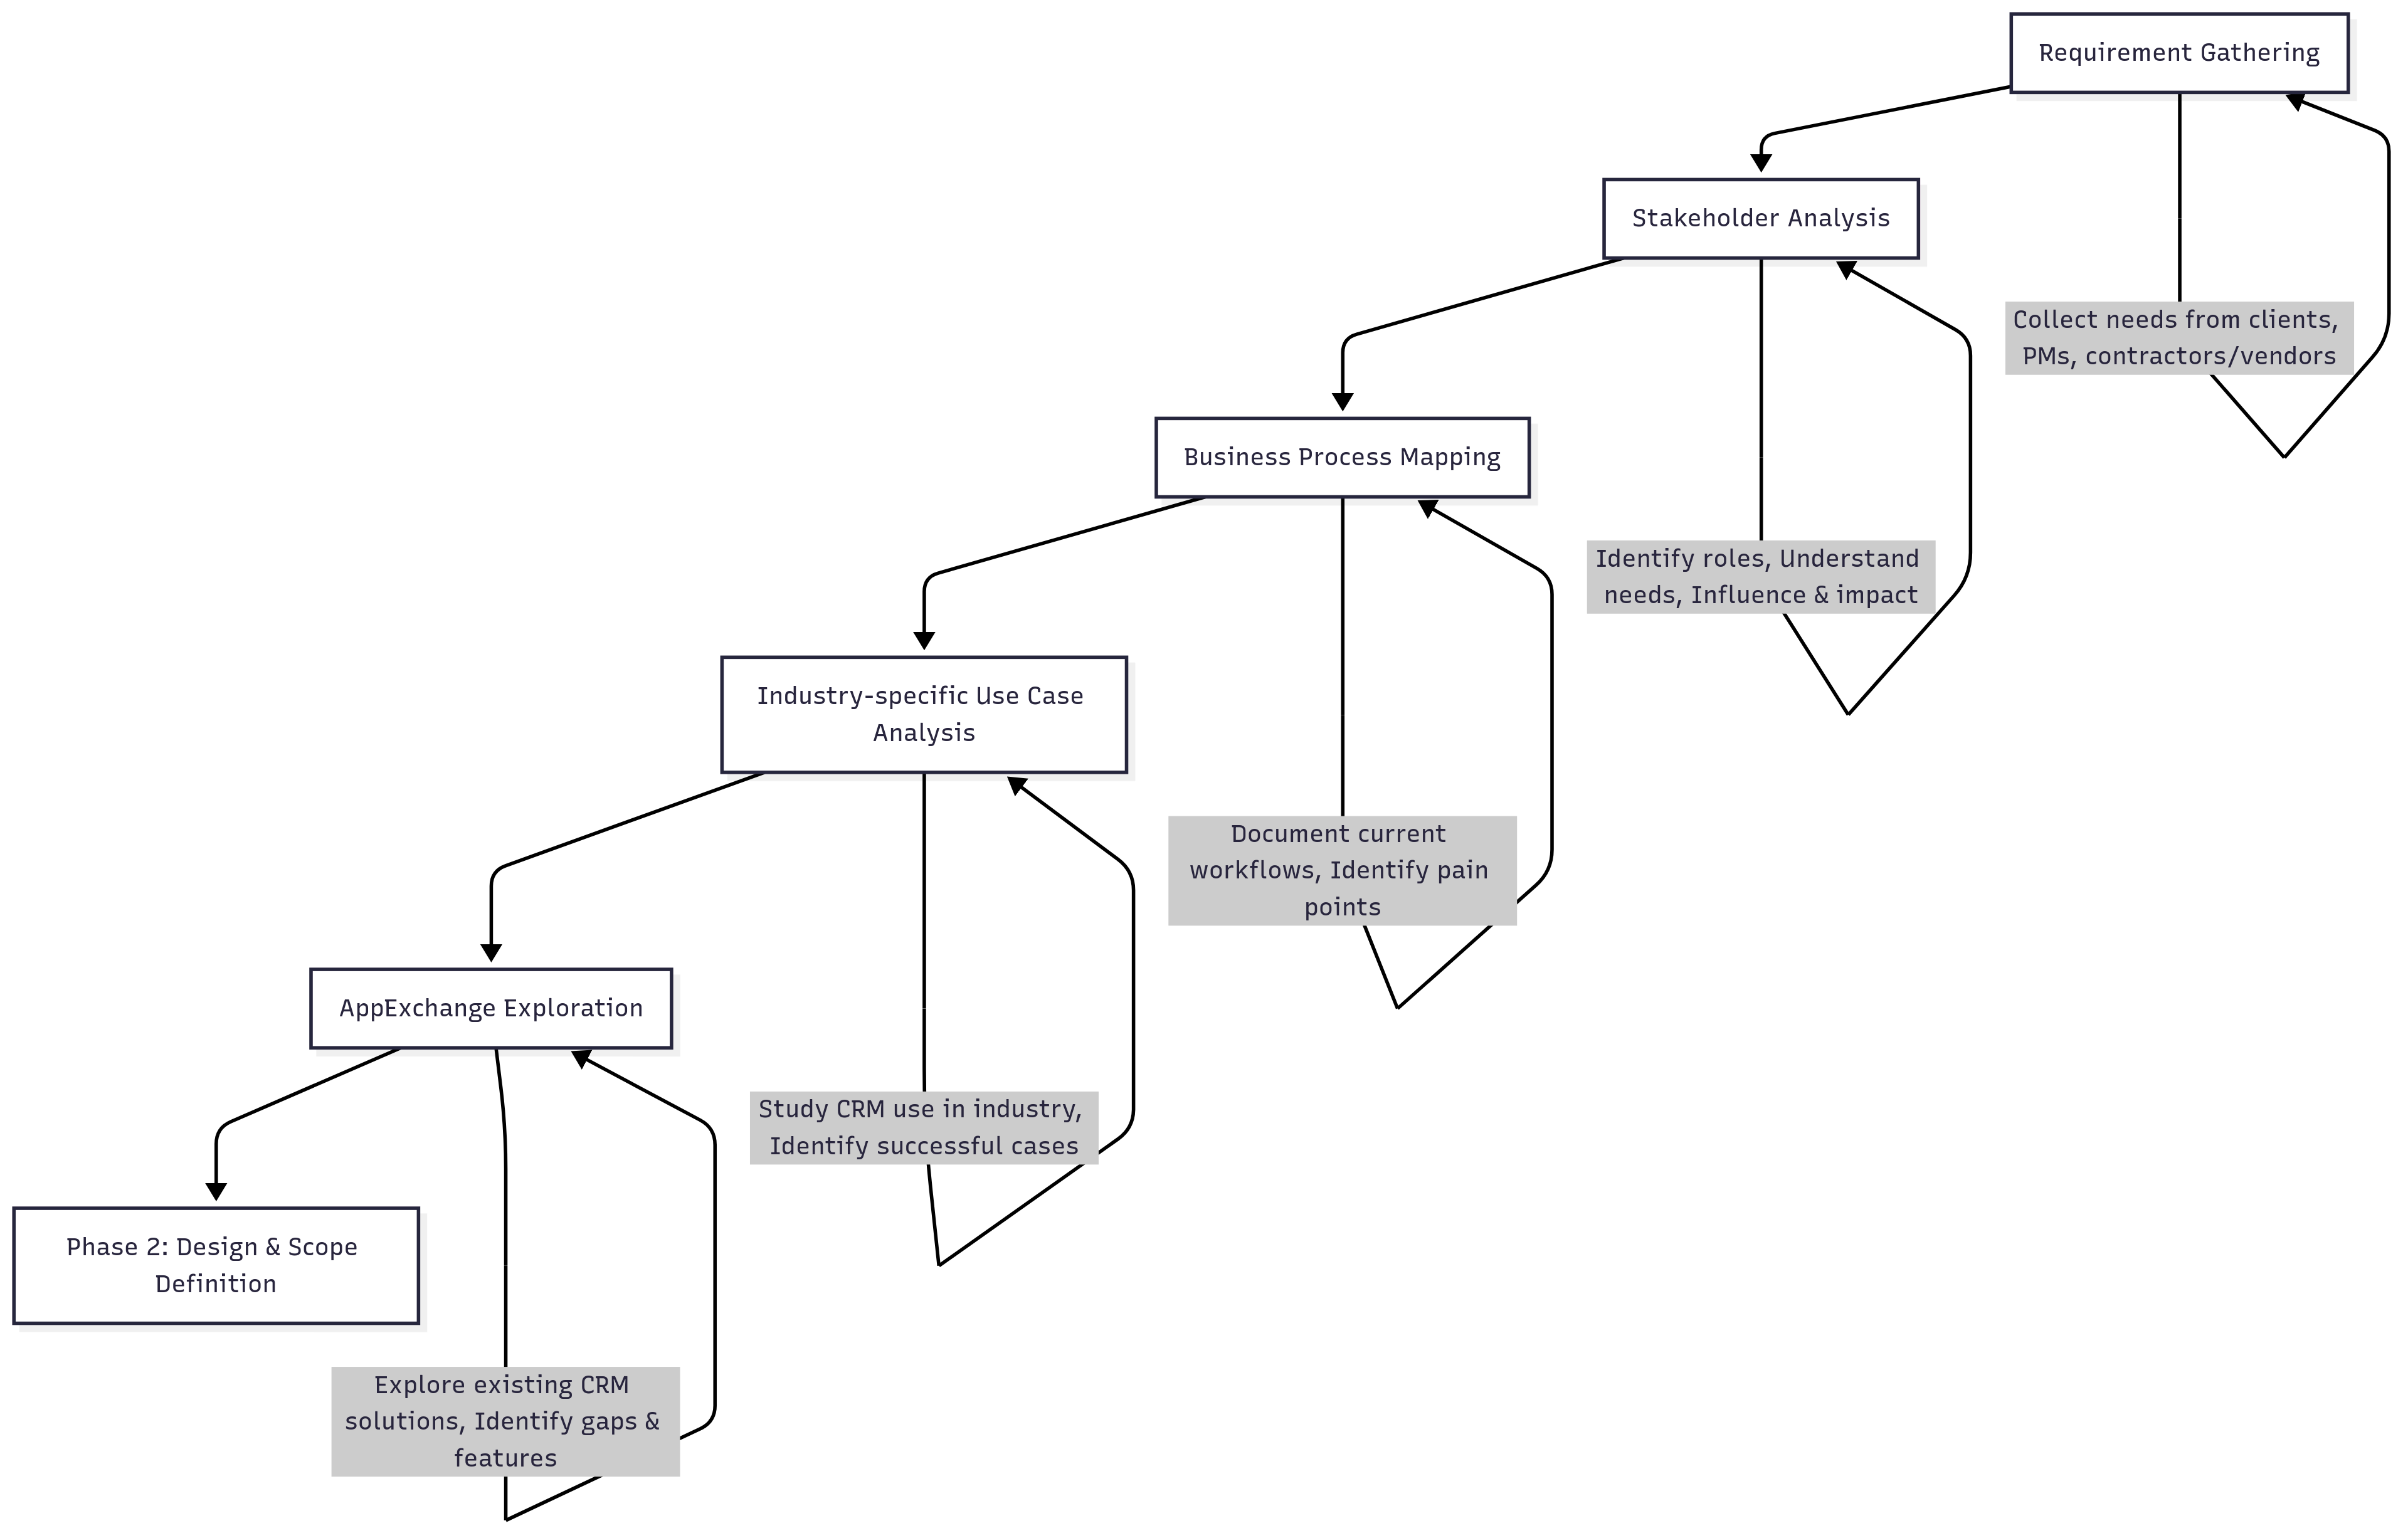 Requirement Gathering
Stakeholder Analysis
Collect needs from clients,
PMs, contractors/vendors
Business Process Mapping
Identify roles, Understand
needs, Influence & impact
Industry-specific Use Case
Analysis
Document current
workflows, Identify pain
points
AppExchange Exploration
Study CRM use in industry,
Identify successful cases
Phase 2: Design & Scope
Definition
Explore existing CRM
solutions, Identify gaps &
features